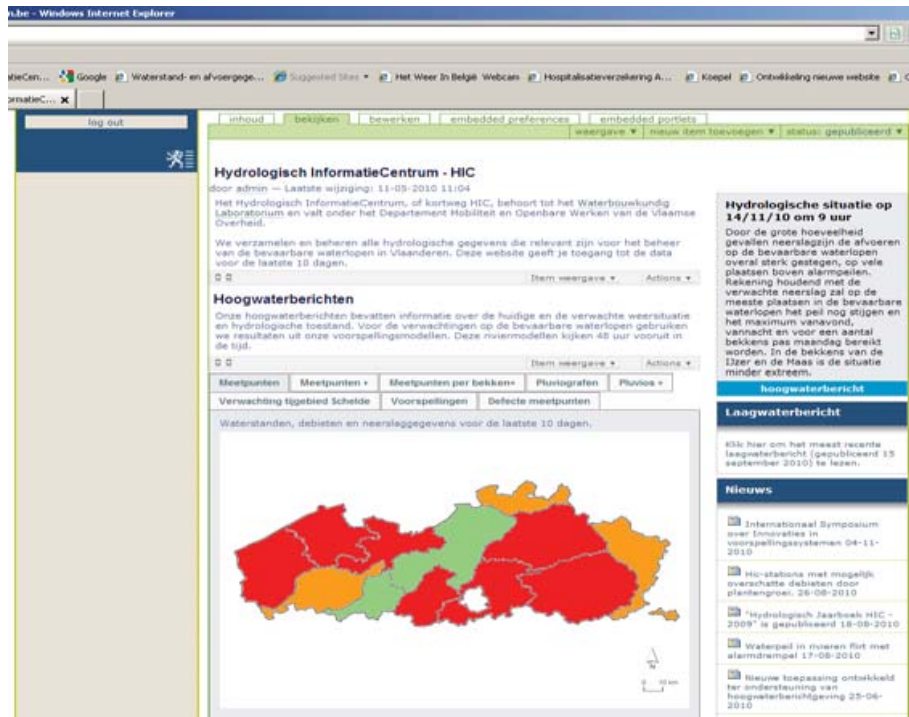 n.be - Windows Internet Explorer
Google
Waterstand- en afvoergege...
Suggested Sites
Het Weer In België Webcam
Hospitalisatieverzekering A...
Koepel
Ontwikkeling nieuwe website
ormatieC... x
log out
inhoud bekijken bewerken embedded preferences embedded portlets
weergave nieuw item toevoegen status: gepubliceerd
Hydrologisch InformatieCentrum - HIC
door admin — Laatste wijziging: 11-05-2010 11:04
Het Hydrologisch InformatieCentrum, of kortweg HIC, behoort tot het Waterbouwkundig
Laboratorium en valt onder het Departement Mobiliteit en Openbare Werken van de Vlaamse
Overheid.
We verzamelen en beheren alle hydrologische gegevens die relevant zijn voor het beheer
van de bevaarbare waterlopen in Vlaanderen. Deze website geeft je toegang tot de data
voor de laatste 10 dagen.
Item weergave Actions
Hoogwaterberichten
Onze hoogwaterberichten bevatten informatie over de huidige en de verwachte weersituatie
en hydrologische toestand. Voor de verwachtingen op de bevaarbare waterlopen gebruiken
we resultaten uit onze voorspellingsmodellen. Deze riviermodellen kijken 48 uur vooruit in
de tijd.
Item weergave Actions
Meetpunten Meetpunten + Meetpunten per bekken+ Pluviografen Pluvios +
Verwachting tijgebied Schelde Voorspellingen Defecte meetpunten
Waterstanden, debieten en neerslaggegevens voor de laatste 10 dagen.
N
0 10 km
Hydrologische situatie op
14/11/10 om 9 uur
Door de grote hoeveelheid
gevallen neerslagzijn de afvoeren
op de bevaarbare waterlopen
overal sterk gestegen, op vele
plaatsen boven alarmpeilen.
Rekening houdend met de
verwachte neerslag zal op de
meeste plaatsen in de bevaarbare
waterlopen het peil nog stijgen en
het maximum vanavond,
vannacht en voor een aantal
bekkens pas maandag bereikt
worden. In de bekkens van de
IJzer en de Maas is de situatie
minder extreem.
hoogwaterbericht
Laagwaterbericht
Klik hier om het meest recente
laagwaterbericht (gepubliceerd 15
september 2010) te lezen.
Nieuws
Internationaal Symposium
over Innovaties in
voorspellingssystemen 04-11-
2010
Hic-stations met mogelijk
overschatte debieten door
plantengroei. 26-08-2010
"Hydrologisch Jaarboek HIC -
2009" is gepubliceerd 18-08-2010
Waterpeil in rivieren flirt met
alarmdrempel 17-08-2010
Nieuwe toepassing ontwikkeld
ter ondersteuning van
hoogwaterberichtgeving 25-06-
2010